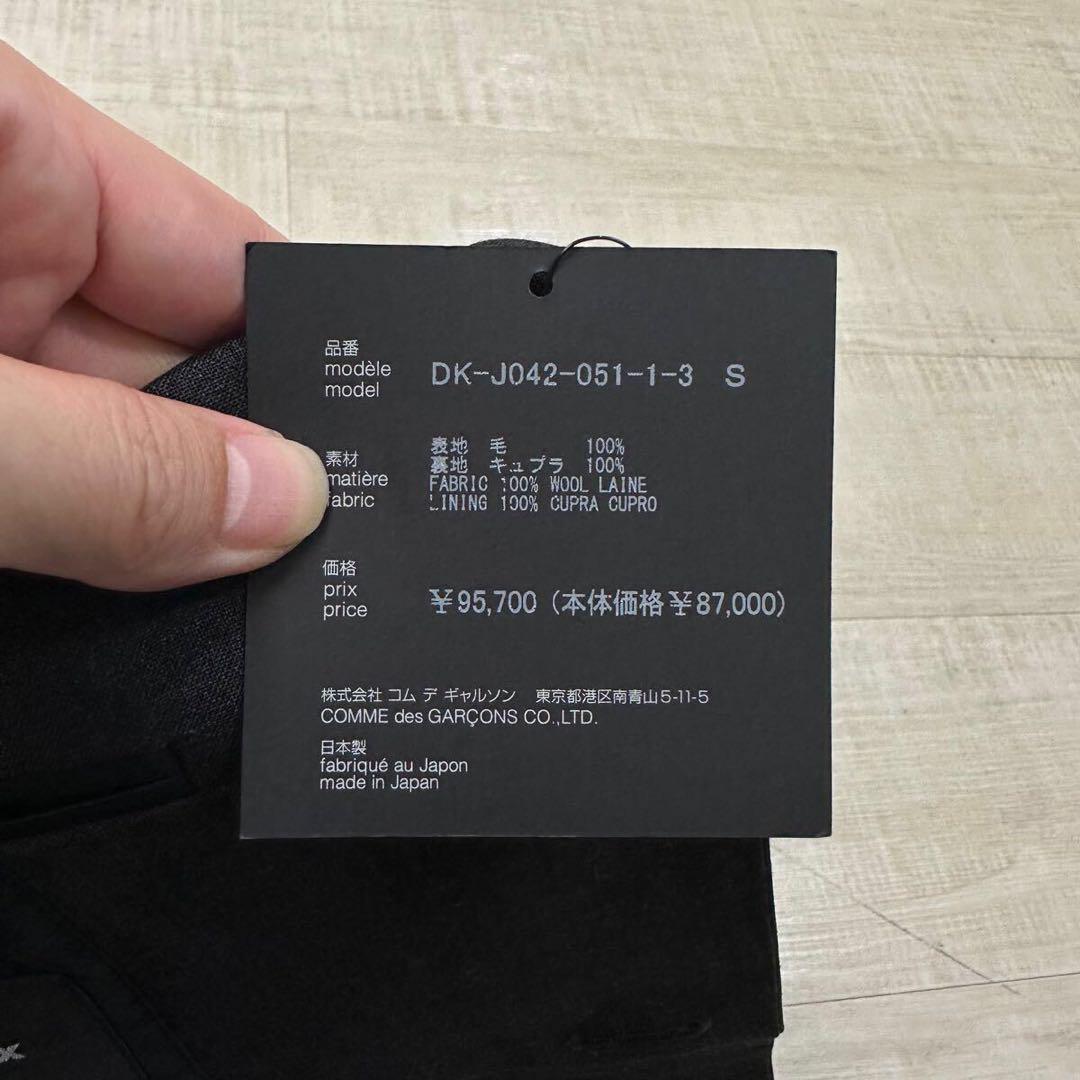 品番
modèle
model
DK-J042-051-1-3 S
素材
matière
fabric
表地 毛 100%
裏地 キュプラ 100%
FABRIC 100% WOOL LAINE
LINING 100% CUPRA CUPRO
価格
prix
price
¥95,700 (本体価格¥87,000)
株式会社 コム デ ギャルソン 東京都港区南青山5-11-5
COMME des GARÇONS CO.,LTD.
日本製
fabriqué au Japon
made in Japan